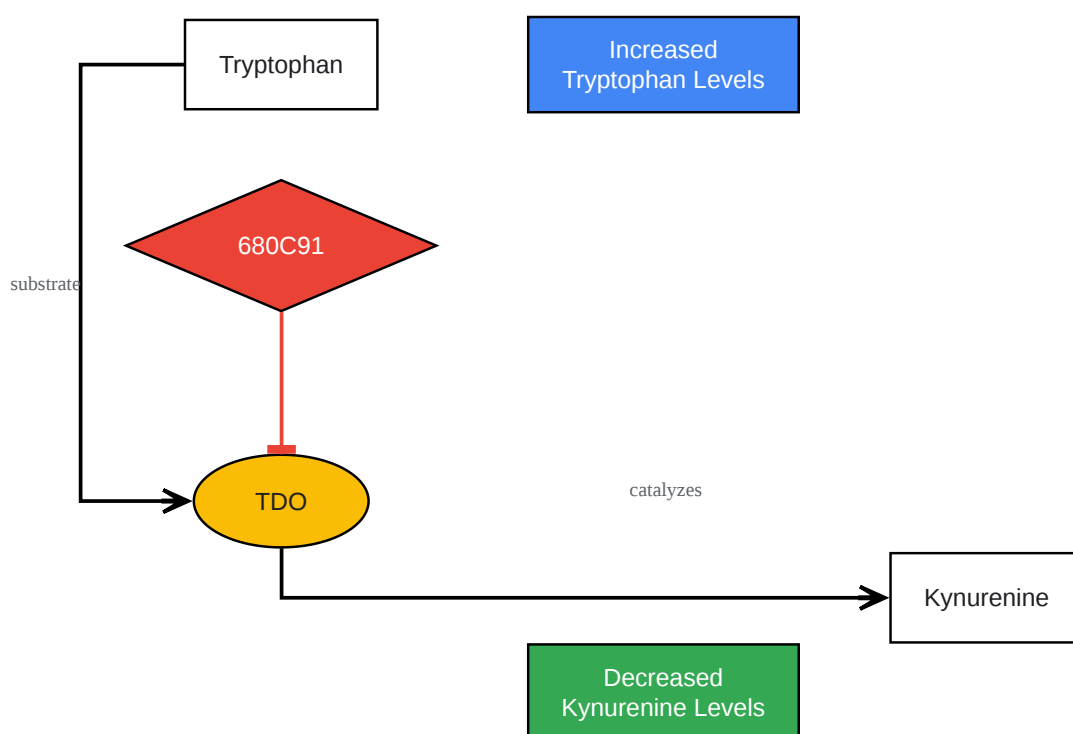 Tryptophan
Increased
Tryptophan Levels
680C91
substrate
TDO
catalyzes
Kynurenine
Decreased
Kynurenine Levels